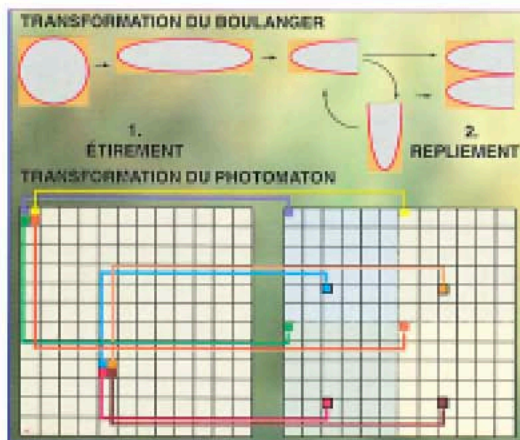 TRANSFORMATION DU BOULANGER
1.
ÉTIREMENT
2.
REPLIEMENT
TRANSFORMATION DU PHOTOMATON